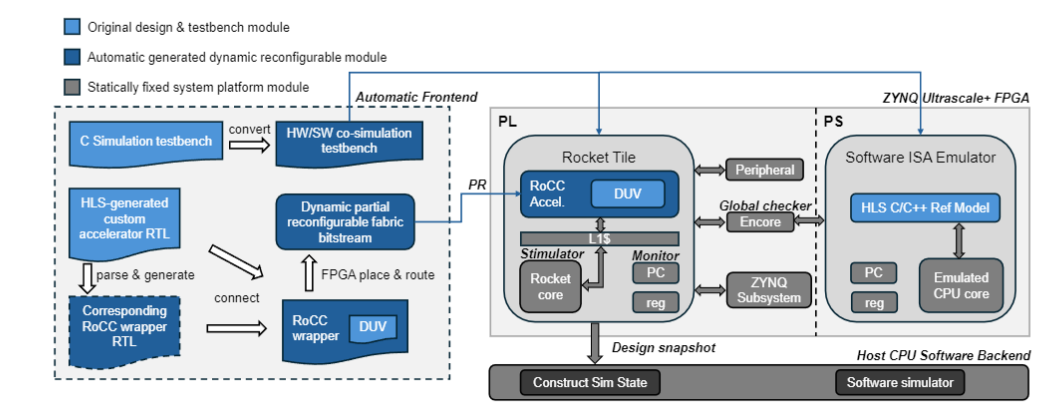 Original design & testbench module
Automatic generated dynamic reconfigurable module
Statically fixed system platform module
Automatic Frontend
ZYNQ Ultrascale+ FPGA
C Simulation testbench
convert
HW/SW co-simulation
testbench
HLS-generated
custom
accelerator RTL
Dynamic partial
reconfigurable fabric
bitstream
PR
parse & generate
FPGA place & route
connect
Corresponding
RoCC wrapper
RTL
RoCC
wrapper
DUV
PL
Rocket Tile
RoCC
Accel.
DUV
L1$
Stimulator
Rocket
core
Monitor
PC
reg
Peripheral
Global checker
Encore
ZYNQ
Subsystem
PS
Software ISA Emulator
HLS C/C++ Ref Model
PC
reg
Emulated
CPU core
Design snapshot
Host CPU Software Backend
Construct Sim State
Software simulator